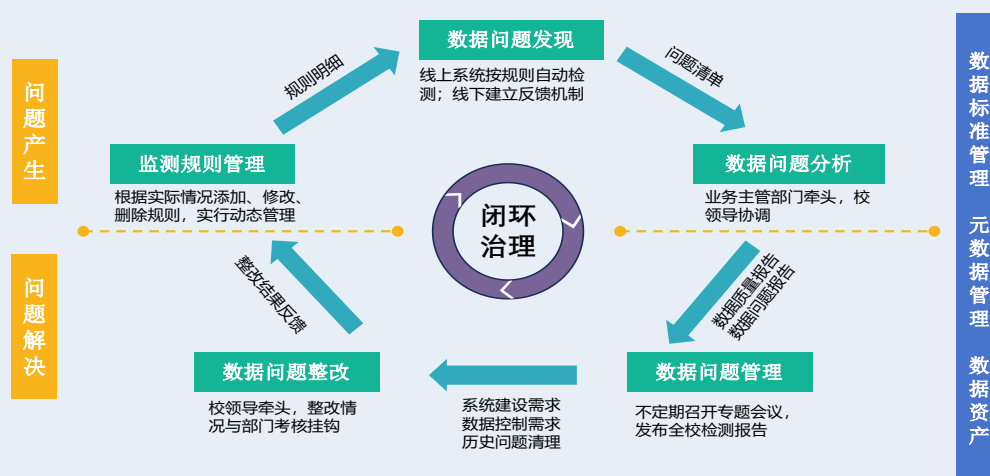 数据问题发现
线上系统按规则自动检
测；线下建立反馈机制
规则明细
问题清单
问题产生
监测规则管理
根据实际情况添加、修改、
删除规则，实行动态管理
数据问题分析
业务主管部门牵头，校
领导协调
闭环
治理
问题解决
整改结果反馈
数据质量报告
数据问题报告
数据问题整改
校领导牵头，整改情
况与部门考核挂钩
系统建设需求
数据控制需求
历史问题清理
数据问题管理
不定期召开专题会议，
发布全校检测报告
数据标准管理
元数据管理
数据资产